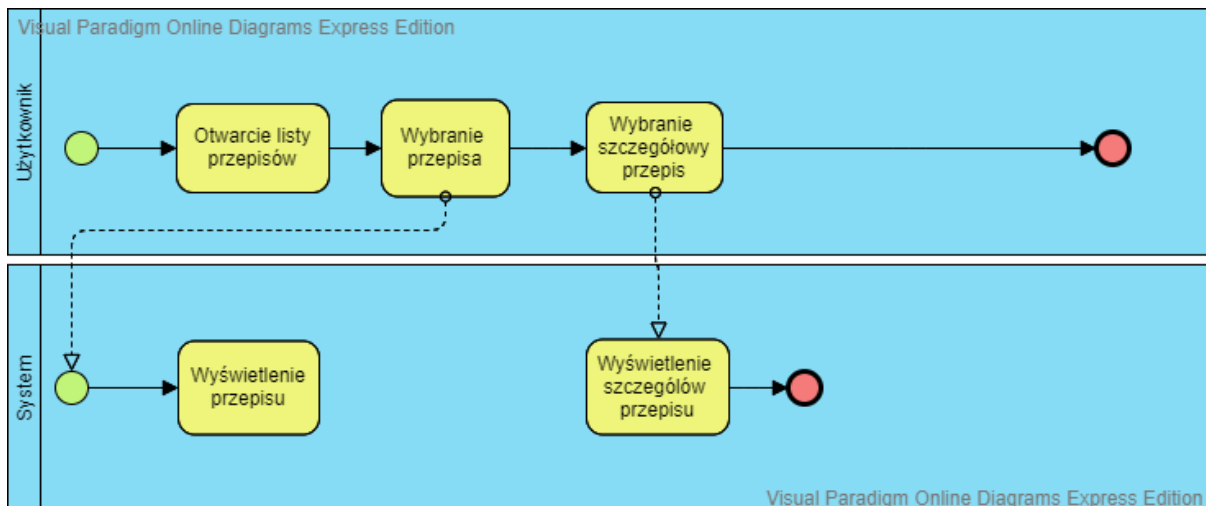 Visual Paradigm Online Diagrams Express Edition
Użytkownik
Otwarcie listy
przepisów
Wybranie
przepisa
Wybranie
szczegółowy
przepis
System
Wyświetlenie
przepisu
Wyświetlenie
szczególów
przepisu
Visual Paradigm Online Diagrams Express Edition